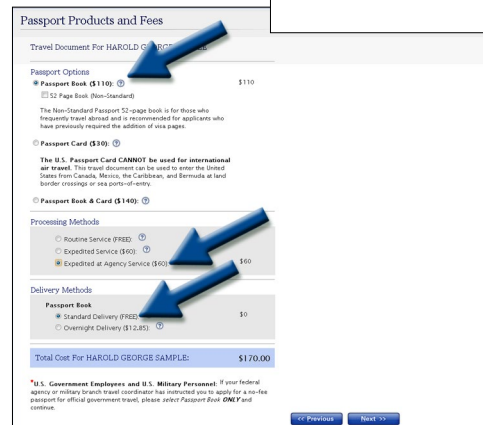 Passport Products and Fees
Travel Document For HAROLD GEORGE
Passport Options
Passport Book ($110): ?
$110
52 Page Book (Non-Standard)
The Non-Standard Passport 52-page book is for those who
frequently travel abroad and is recommended for applicants who
have previously required the addition of visa pages.
Passport Card ($30): ?
The U.S. Passport Card CANNOT be used for international
air travel. This travel document can be used to enter the United
States from Canada, Mexico, the Caribbean, and Bermuda at land
border crossings or sea ports-of-entry.
Passport Book & Card ($140): ?
Processing Methods
Routine Service (FREE): ?
Expedited Service ($60): ?
Expedited at Agency Service ($60)
$60
Delivery Methods
Passport Book
Standard Delivery (FREE)
$0
Overnight Delivery ($12.85): ?
Total Cost For HAROLD GEORGE SAMPLE:
$170.00
*U.S. Government Employees and U.S. Military Personnel: If your federal
agency or military branch travel coordinator has instructed you to apply for a no-fee
passport for official government travel, please select Passport Book ONLY and
continue.
<< Previous
Next >>